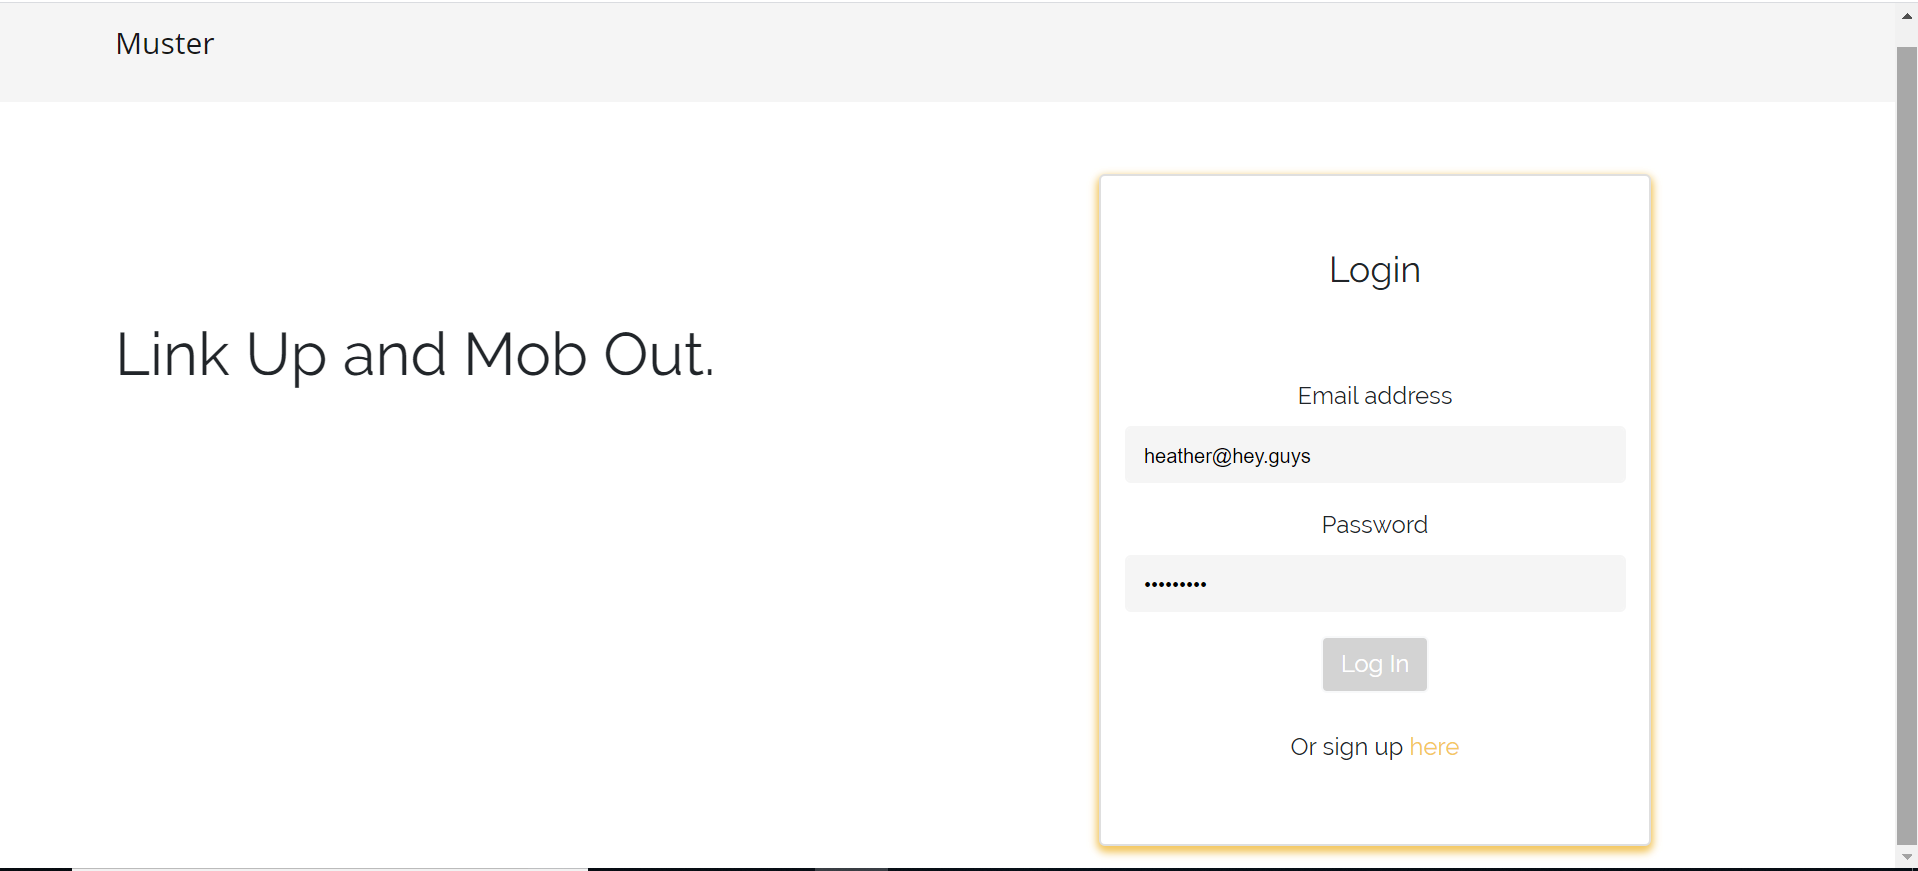 Muster
Link Up and Mob Out.
Login
Email address
heather@hey.guys
Password
•••••••••
Log In
Or sign up here